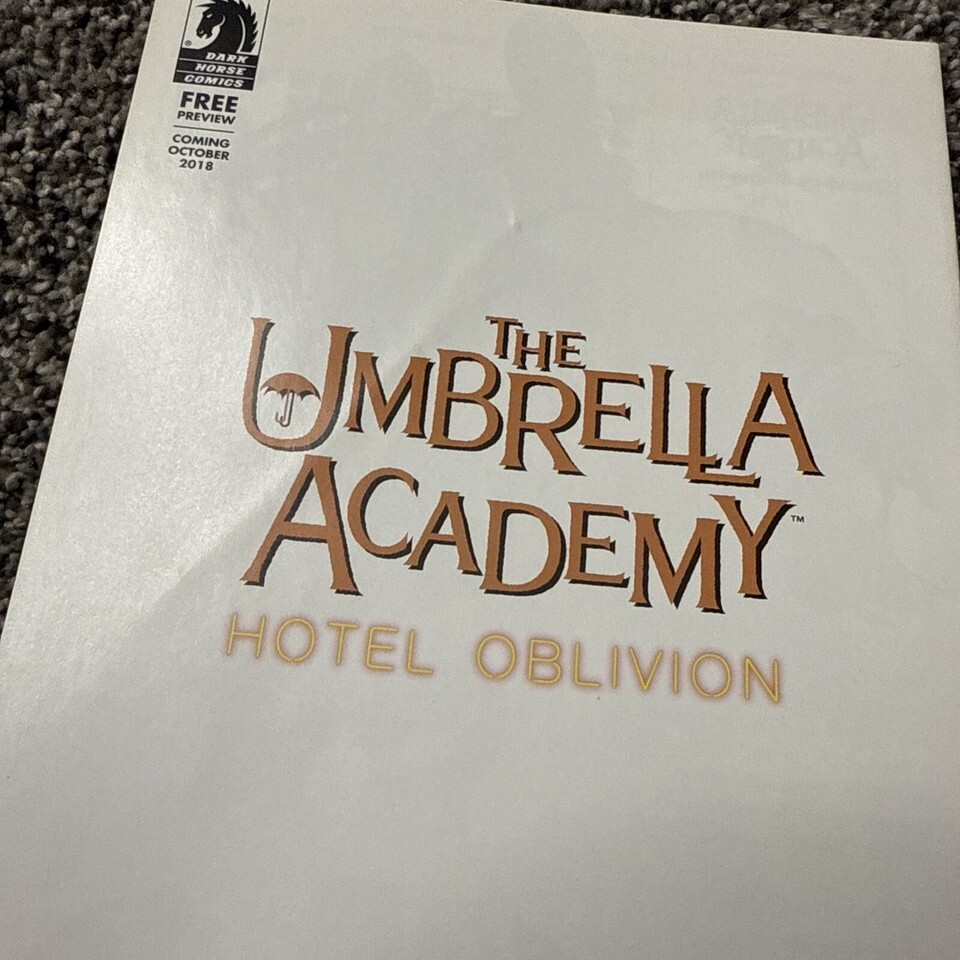 DARK
HORSE
COMICS
FREE
PREVIEW
COMING
OCTOBER
2018
THE
UMBRELLA
ACADEMY™
HOTEL OBLIVION